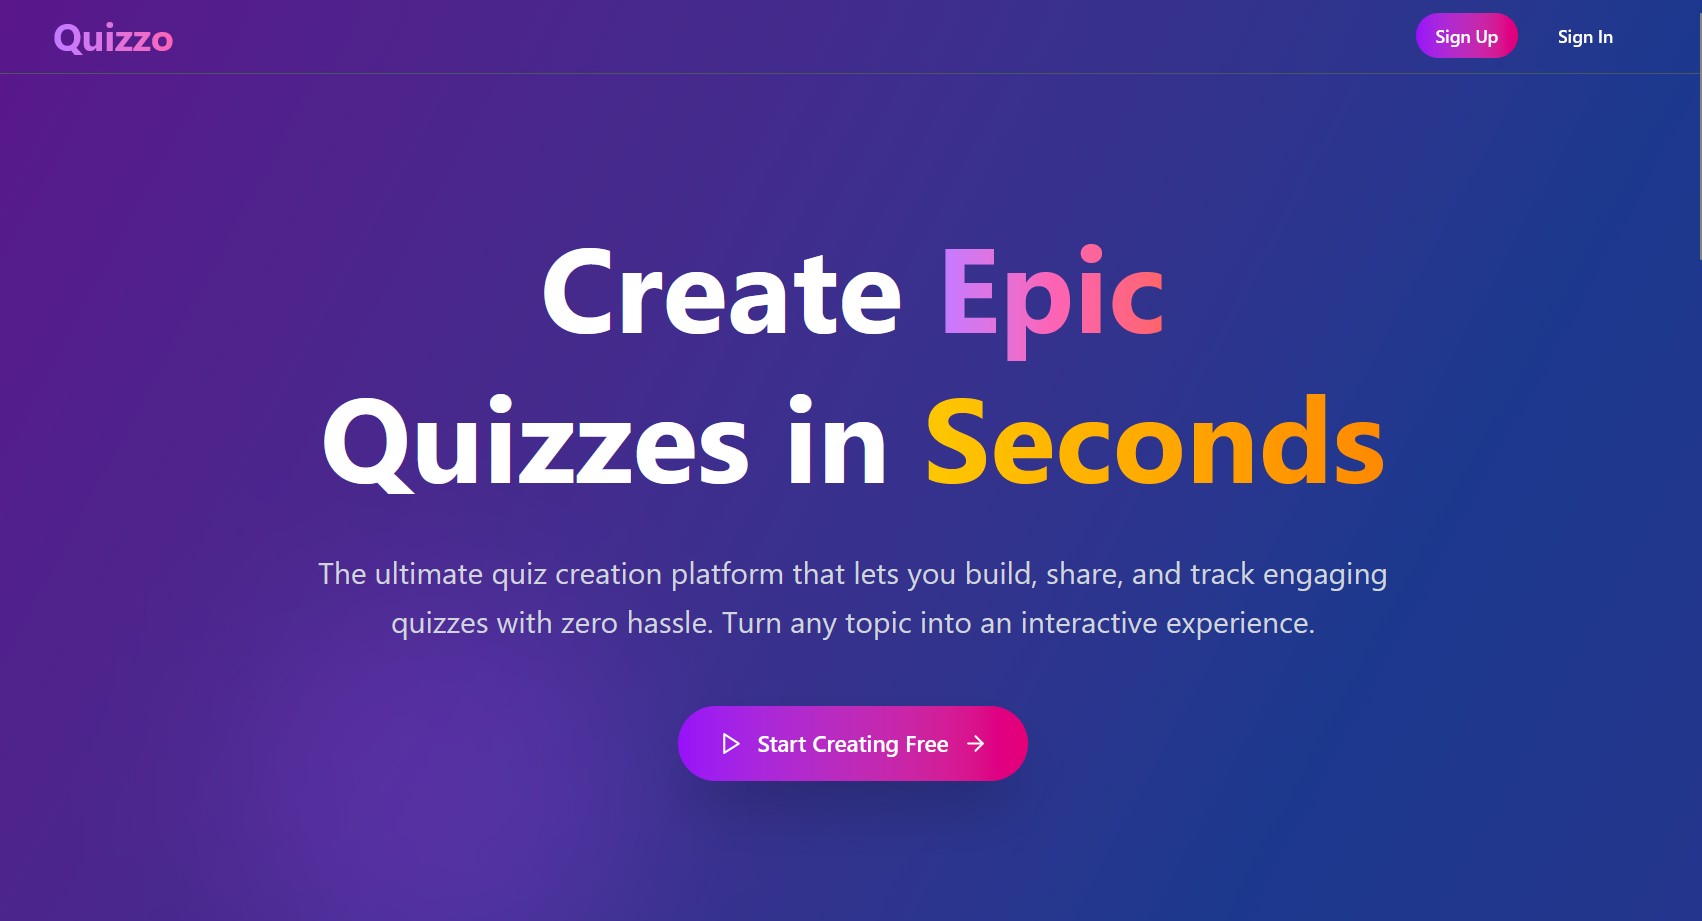 Quizzo
Sign Up
Sign In
Create Epic
Quizzes in Seconds
The ultimate quiz creation platform that lets you build, share, and track engaging
quizzes with zero hassle. Turn any topic into an interactive experience.
Start Creating Free